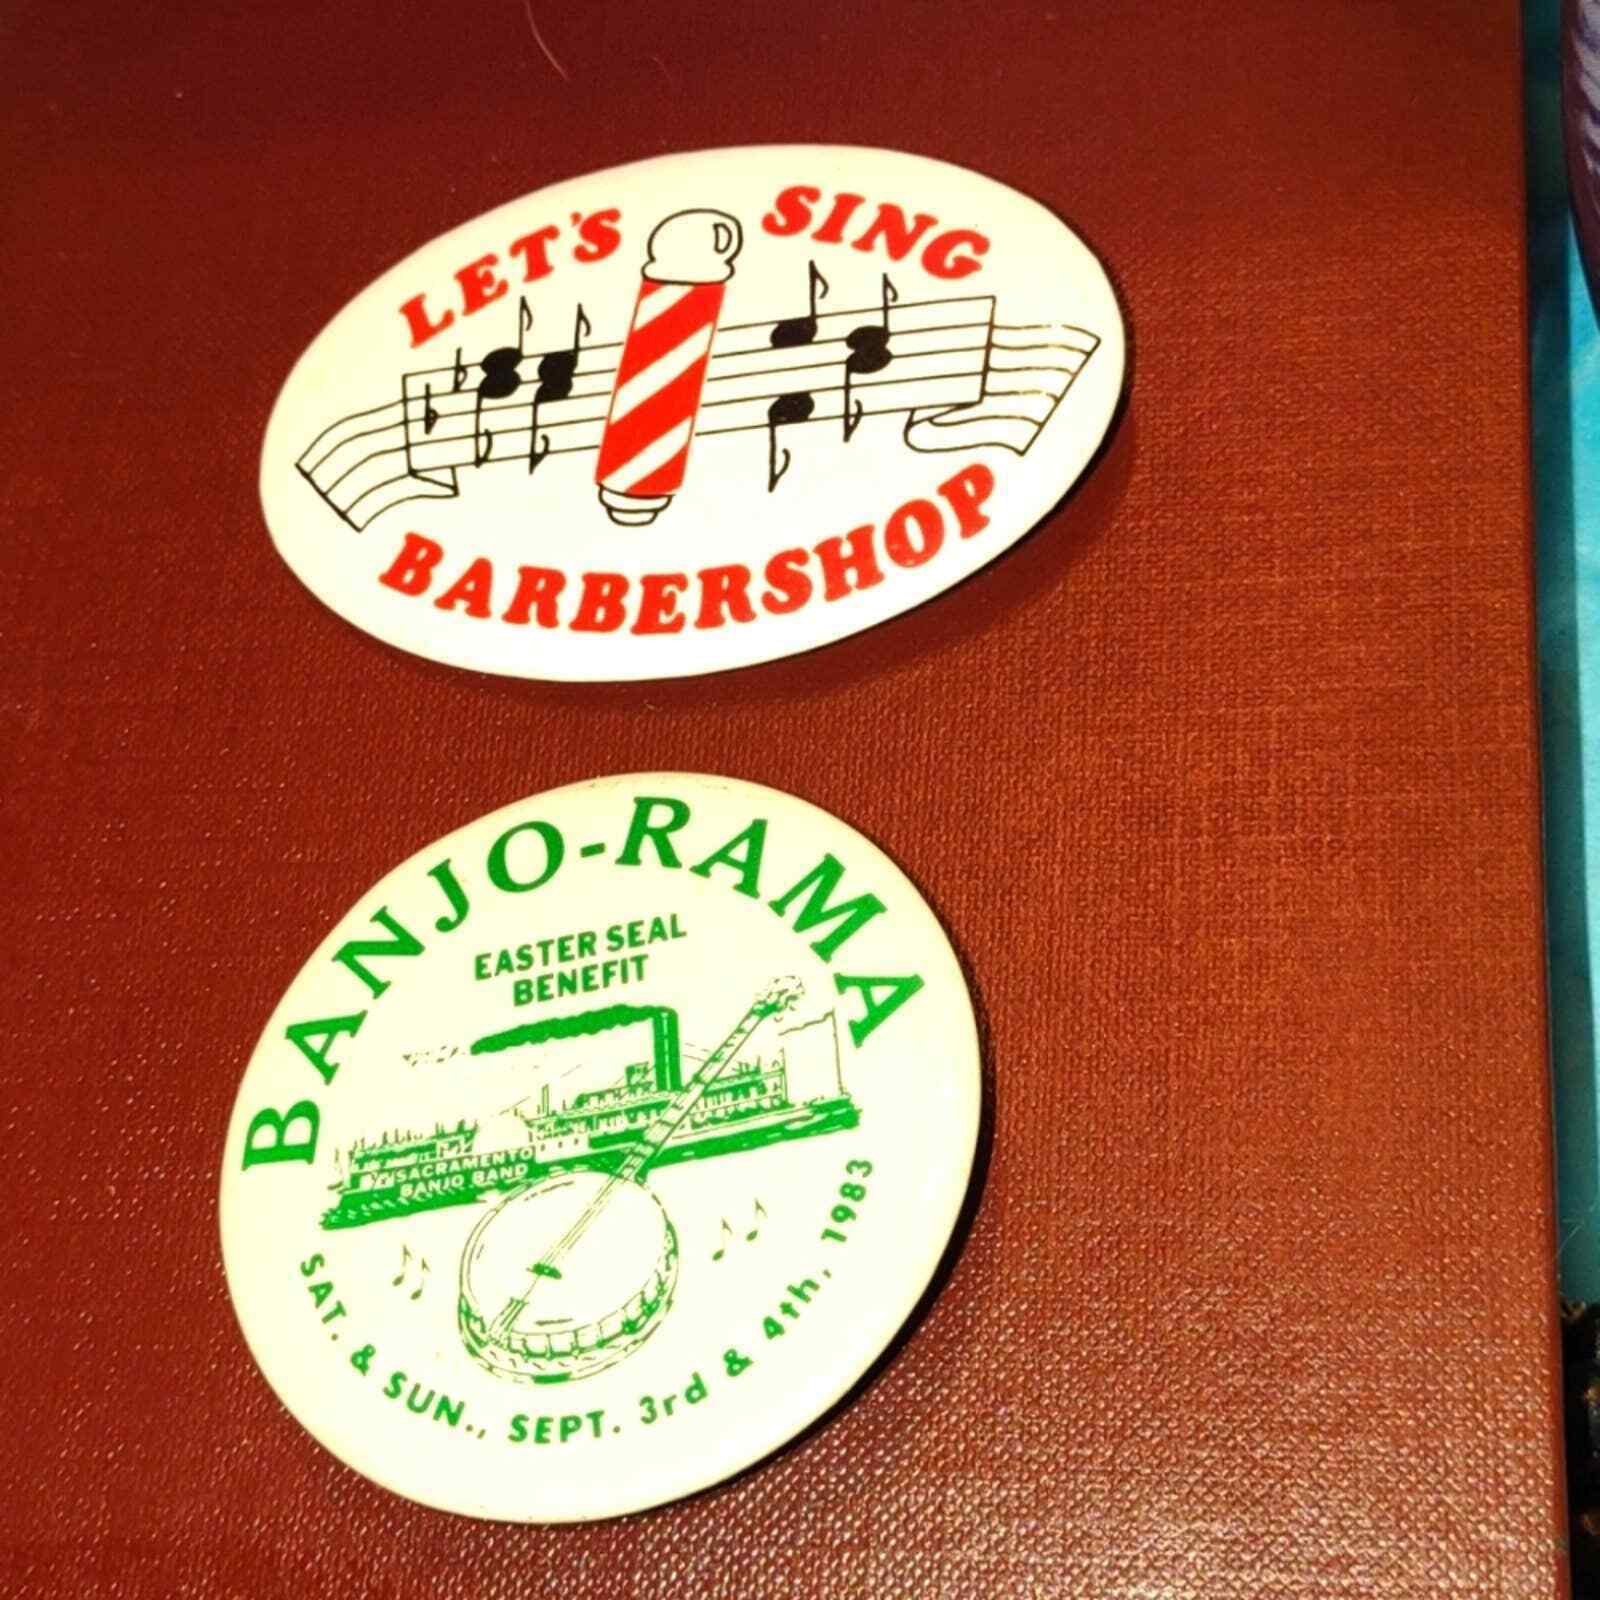 LET'S SING
BARBERSHOP
BANJO-RAMA
EASTER SEAL
BENEFIT
SACRAMENTO
BANJO BAND
SAT. & SUN., SEPT. 3rd & 4th, 1983